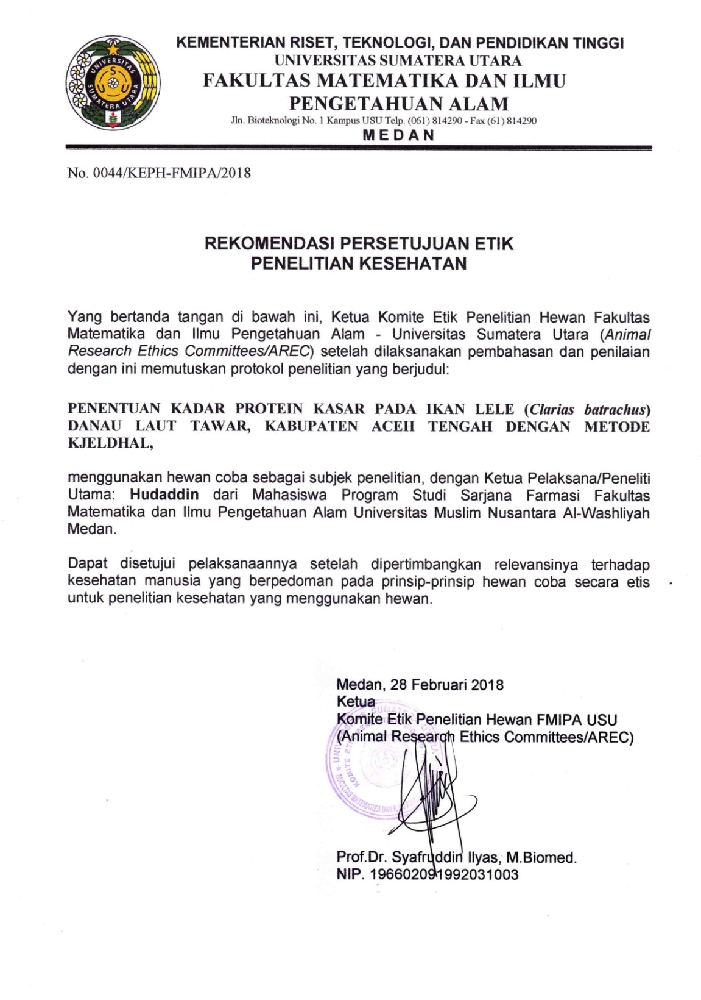 UNIVERSITAS
SUMATERA UTARA
S
U U
KEMENTERIAN RISET, TEKNOLOGI, DAN PENDIDIKAN TINGGI
UNIVERSITAS SUMATERA UTARA
FAKULTAS MATEMATIKA DAN ILMU
PENGETAHUAN ALAM
Jln. Bioteknologi No. 1 Kampus USU Telp. (061) 814290 - Fax (61) 814290
MEDAN
No. 0044/KEPH-FMIPA/2018
REKOMENDASI PERSETUJUAN ETIK
PENELITIAN KESEHATAN
Yang bertanda tangan di bawah ini, Ketua Komite Etik Penelitian Hewan Fakultas
Matematika dan Ilmu Pengetahuan Alam - Universitas Sumatera Utara (Animal
Research Ethics Committees/AREC) setelah dilaksanakan pembahasan dan penilaian
dengan ini memutuskan protokol penelitian yang berjudul:
PENENTUAN KADAR PROTEIN KASAR PADA IKAN LELE (Clarias batrachus)
DANAU LAUT TAWAR, KABUPATEN ACEH TENGAH DENGAN METODE
KJELDHAL,
menggunakan hewan coba sebagai subjek penelitian, dengan Ketua Pelaksana/Peneliti
Utama: Hudaddin dari Mahasiswa Program Studi Sarjana Farmasi Fakultas
Matematika dan Ilmu Pengetahuan Alam Universitas Muslim Nusantara Al-Washliyah
Medan.
Dapat disetujui pelaksanaannya setelah dipertimbangkan relevansinya terhadap
kesehatan manusia yang berpedoman pada prinsip-prinsip hewan coba secara etis
untuk penelitian kesehatan yang menggunakan hewan.
Medan, 28 Februari 2018
Ketua
Komite Etik Penelitian Hewan FMIPA USU
(Animal Research Ethics Committees/AREC)
UNIVERSITAS SUMATERA UTARA
KOMITE ETIK
FAKULTAS MATEMATIKA DAN
Prof.Dr. Syafruddin Ilyas, M.Biomed.
NIP. 196602091992031003